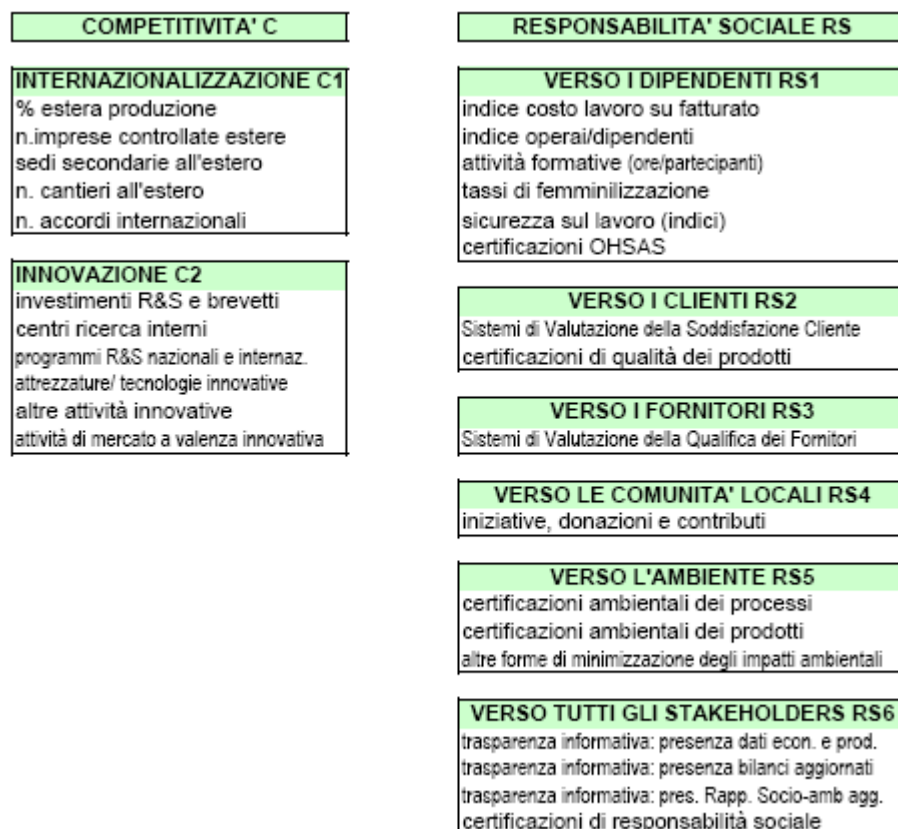 COMPETITIVITA' C
INTERNAZIONALIZZAZIONE C1
% estera produzione
n.imprese controllate estere
sedi secondarie all'estero
n. cantieri all'estero
n. accordi internazionali
INNOVAZIONE C2
investimenti R&S e brevetti
centri ricerca interni
programmi R&S nazionali e internaz.
attrezzature/ tecnologie innovative
altre attività innovative
attività di mercato a valenza innovativa
RESPONSABILITA' SOCIALE RS
VERSO I DIPENDENTI RS1
indice costo lavoro su fatturato
indice operai/dipendenti
attività formative (ore/partecipanti)
tassi di femminilizzazione
sicurezza sul lavoro (indici)
certificazioni OHSAS
VERSO I CLIENTI RS2
Sistemi di Valutazione della Soddisfazione Cliente
certificazioni di qualità dei prodotti
VERSO I FORNITORI RS3
Sistemi di Valutazione della Qualifica dei Fornitori
VERSO LE COMUNITA' LOCALI RS4
iniziative, donazioni e contributi
VERSO L'AMBIENTE RS5
certificazioni ambientali dei processi
certificazioni ambientali dei prodotti
altre forme di minimizzazione degli impatti ambientali
VERSO TUTTI GLI STAKEHOLDERS RS6
trasparenza informativa: presenza dati econ. e prod.
trasparenza informativa: presenza bilanci aggiornati
trasparenza informativa: pres. Rapp. Socio-amb agg.
certificazioni di responsabilità sociale